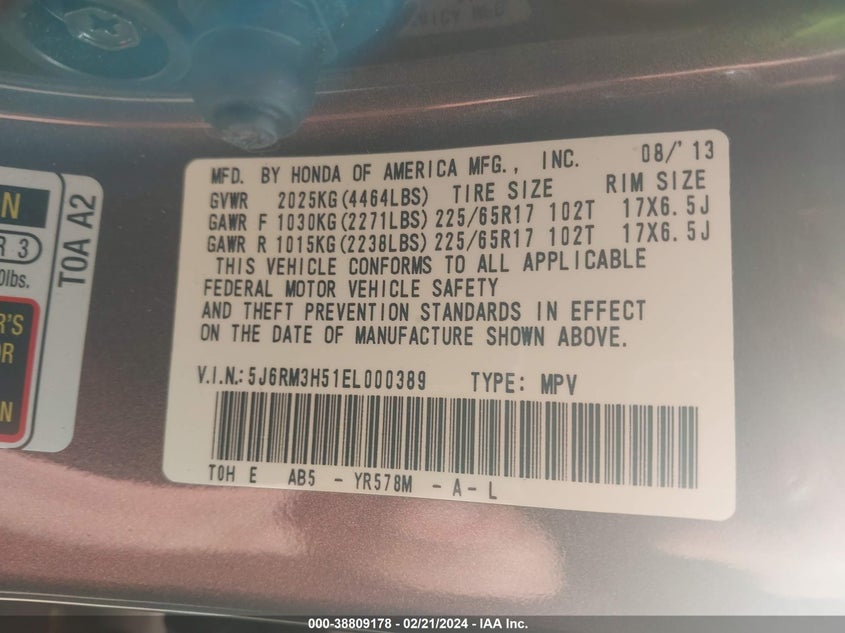 MFD. BY HONDA OF AMERICA MFG., INC. 08/'13
GVWR 2025KG(4464LBS) TIRE SIZE RIM SIZE
GAWR F 1030KG(2271LBS) 225/65R17 102T 17X6.5J
GAWR R 1015KG(2238LBS) 225/65R17 102T 17X6.5J
THIS VEHICLE CONFORMS TO ALL APPLICABLE
FEDERAL MOTOR VEHICLE SAFETY
AND THEFT PREVENTION STANDARDS IN EFFECT
ON THE DATE OF MANUFACTURE SHOWN ABOVE.
V.I.N.: 5J6RM3H51EL000389 TYPE: MPV
T0H E AB5 - YR578M - A - L
T0A A2
R 3
0lbs.
000-38809178 - 02/21/2024 - IAA Inc.